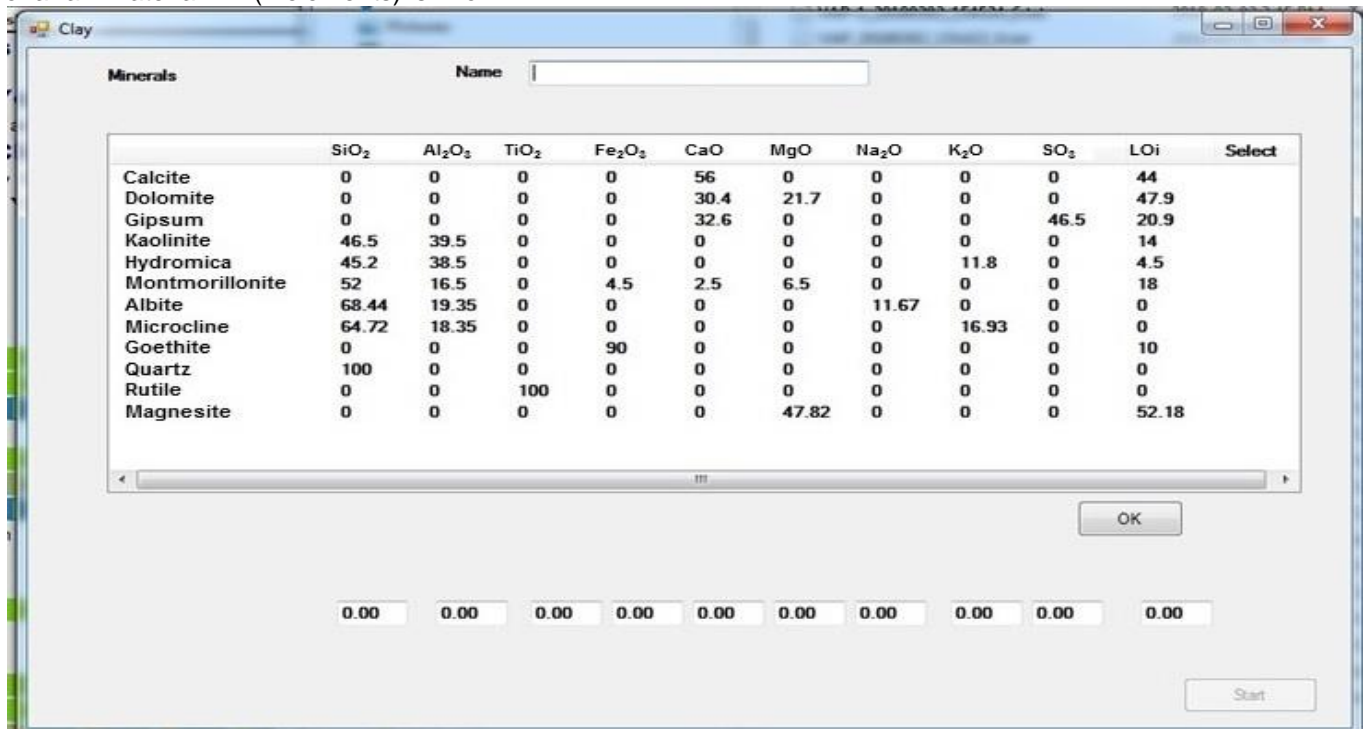 Clay
Minerals Name
SiO₂ Al₂O₃ TiO₂ Fe₂O₃ CaO MgO Na₂O K₂O SO₃ LOi Select
Calcite 0 0 0 0 56 0 0 0 0 44
Dolomite 0 0 0 0 30.4 21.7 0 0 0 47.9
Gipsum 0 0 0 0 32.6 0 0 0 46.5 20.9
Kaolinite 46.5 39.5 0 0 0 0 0 0 0 14
Hydromica 45.2 38.5 0 0 0 0 0 11.8 0 4.5
Montmorillonite 52 16.5 0 4.5 2.5 6.5 0 0 0 18
Albite 68.44 19.35 0 0 0 0 11.67 0 0 0
Microcline 64.72 18.35 0 0 0 0 0 16.93 0 0
Goethite 0 0 0 90 0 0 0 0 0 10
Quartz 100 0 0 0 0 0 0 0 0 0
Rutile 0 0 100 0 0 0 0 0 0 0
Magnesite 0 0 0 0 0 47.82 0 0 0 52.18
OK
0.00 0.00 0.00 0.00 0.00 0.00 0.00 0.00 0.00 0.00
Start